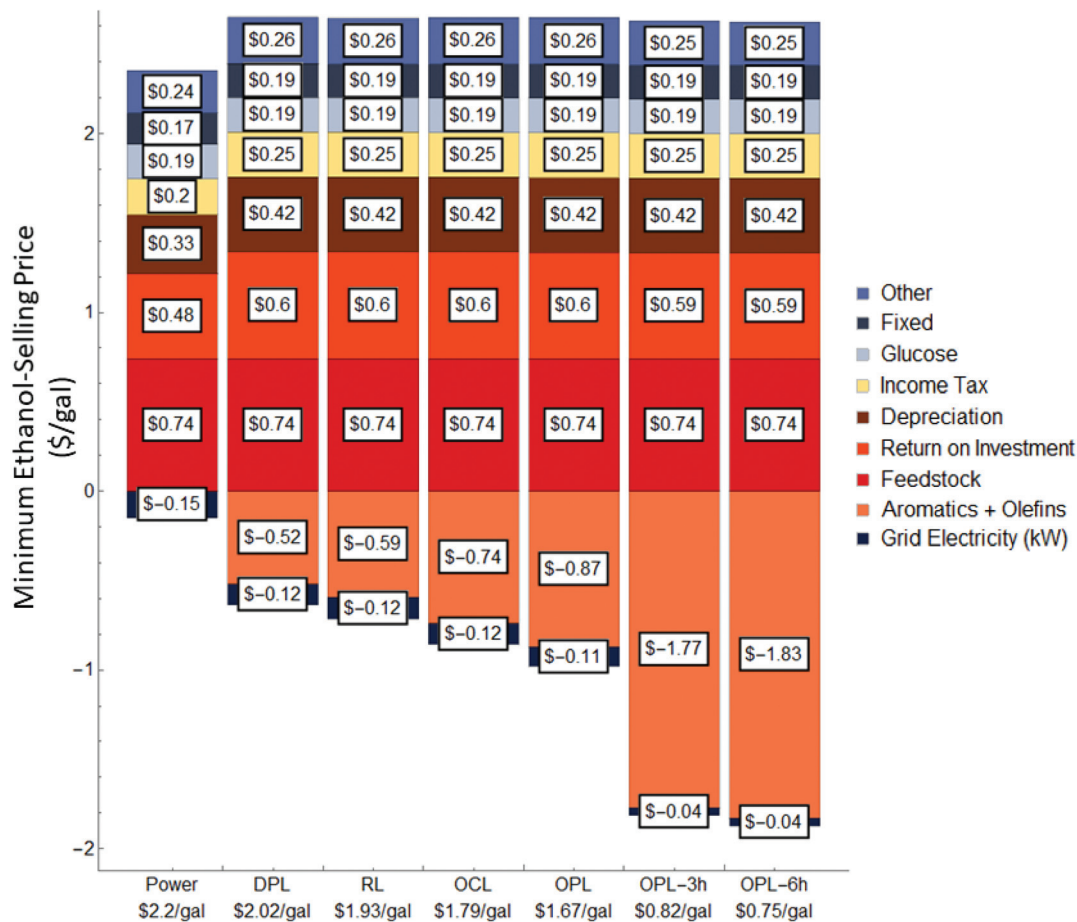 Minimum Ethanol-Selling Price
($/gal)
2
1
0
−1
−2
$0.24
$0.17
$0.19
$0.2
$0.33
$0.48
$0.74
$−0.15
$0.26
$0.19
$0.19
$0.25
$0.42
$0.6
$0.74
$−0.52
$−0.12
$0.26
$0.19
$0.19
$0.25
$0.42
$0.6
$0.74
$−0.59
$−0.12
$0.26
$0.19
$0.19
$0.25
$0.42
$0.6
$0.74
$−0.74
$−0.12
$0.26
$0.19
$0.19
$0.25
$0.42
$0.6
$0.74
$−0.87
$−0.11
$0.25
$0.19
$0.19
$0.25
$0.42
$0.59
$0.74
$−1.77
$−0.04
$0.25
$0.19
$0.19
$0.25
$0.42
$0.59
$0.74
$−1.83
$−0.04
Power
$2.2/gal
DPL
$2.02/gal
RL
$1.93/gal
OCL
$1.79/gal
OPL
$1.67/gal
OPL−3h
$0.82/gal
OPL−6h
$0.75/gal
Other
Fixed
Glucose
Income Tax
Depreciation
Return on Investment
Feedstock
Aromatics + Olefins
Grid Electricity (kW)